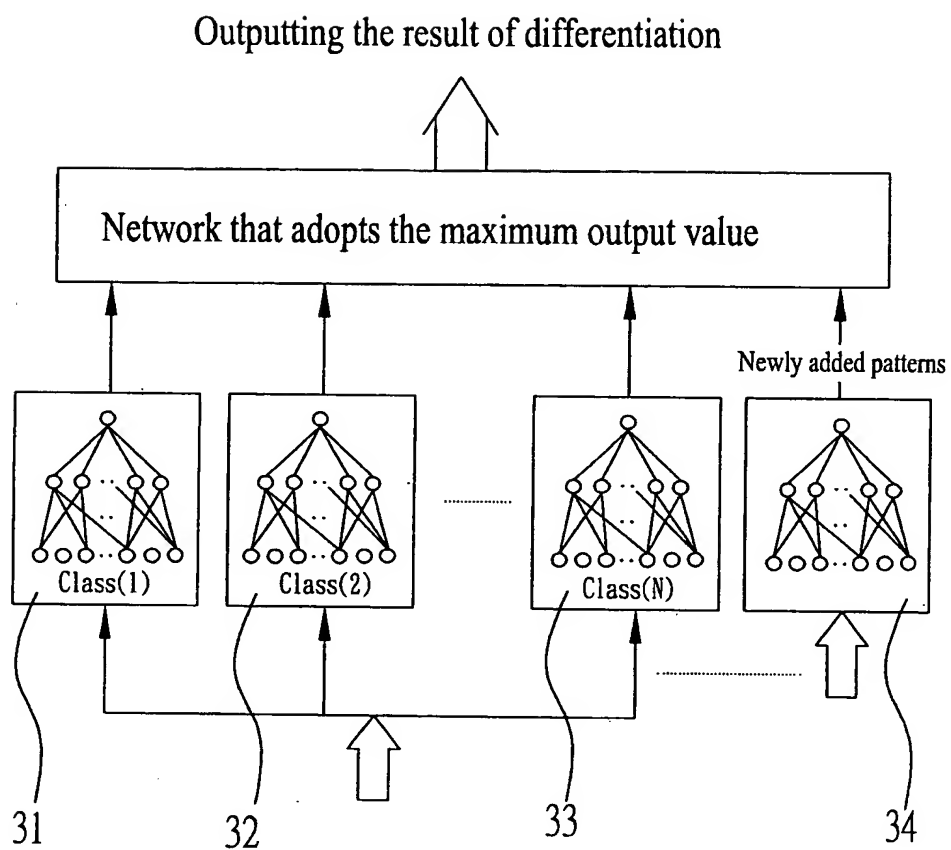 Outputting the result of differentiation
Network that adopts the maximum output value
Newly added patterns
Class(1)
Class(2)
Class(N)
31
32
33
34